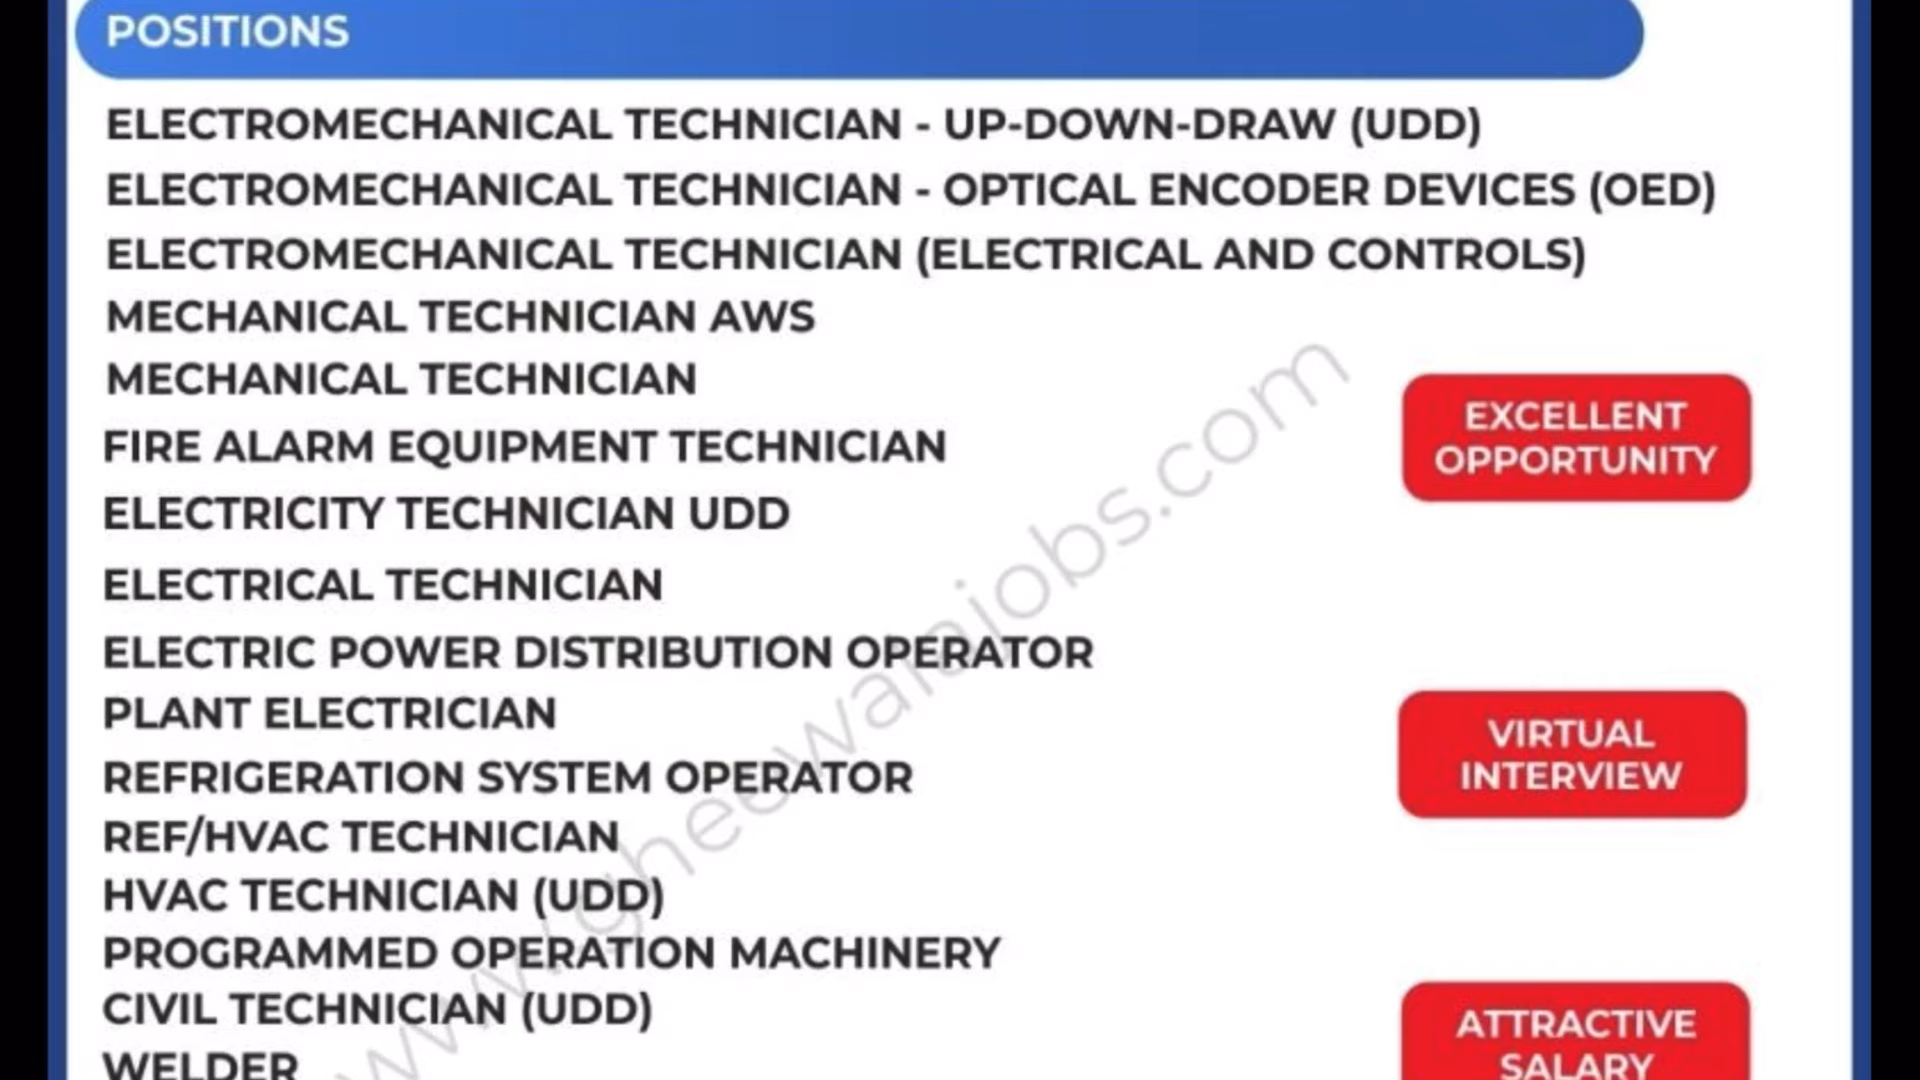 POSITIONS
ELECTROMECHANICAL TECHNICIAN - UP-DOWN-DRAW (UDD)
ELECTROMECHANICAL TECHNICIAN - OPTICAL ENCODER DEVICES (OED)
ELECTROMECHANICAL TECHNICIAN (ELECTRICAL AND CONTROLS)
MECHANICAL TECHNICIAN AWS
MECHANICAL TECHNICIAN
FIRE ALARM EQUIPMENT TECHNICIAN
ELECTRICITY TECHNICIAN UDD
ELECTRICAL TECHNICIAN
ELECTRIC POWER DISTRIBUTION OPERATOR
PLANT ELECTRICIAN
REFRIGERATION SYSTEM OPERATOR
REF/HVAC TECHNICIAN
HVAC TECHNICIAN (UDD)
PROGRAMMED OPERATION MACHINERY
CIVIL TECHNICIAN (UDD)
WELDER
EXCELLENT
OPPORTUNITY
VIRTUAL
INTERVIEW
ATTRACTIVE
SALARY
www.gheewalajobs.com